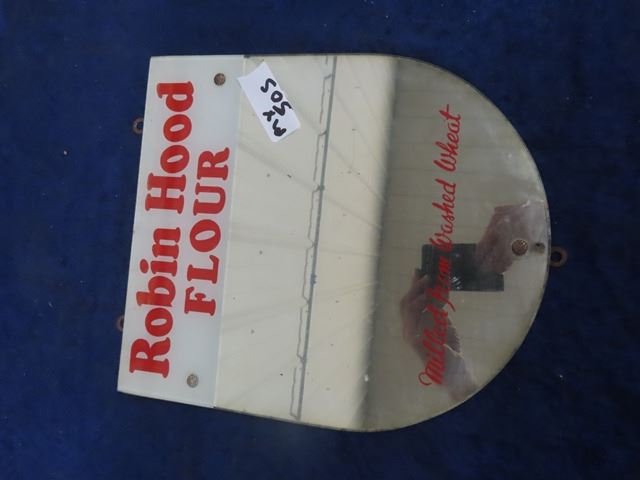 Robin Hood
FLOUR
Milled from Washed Wheat